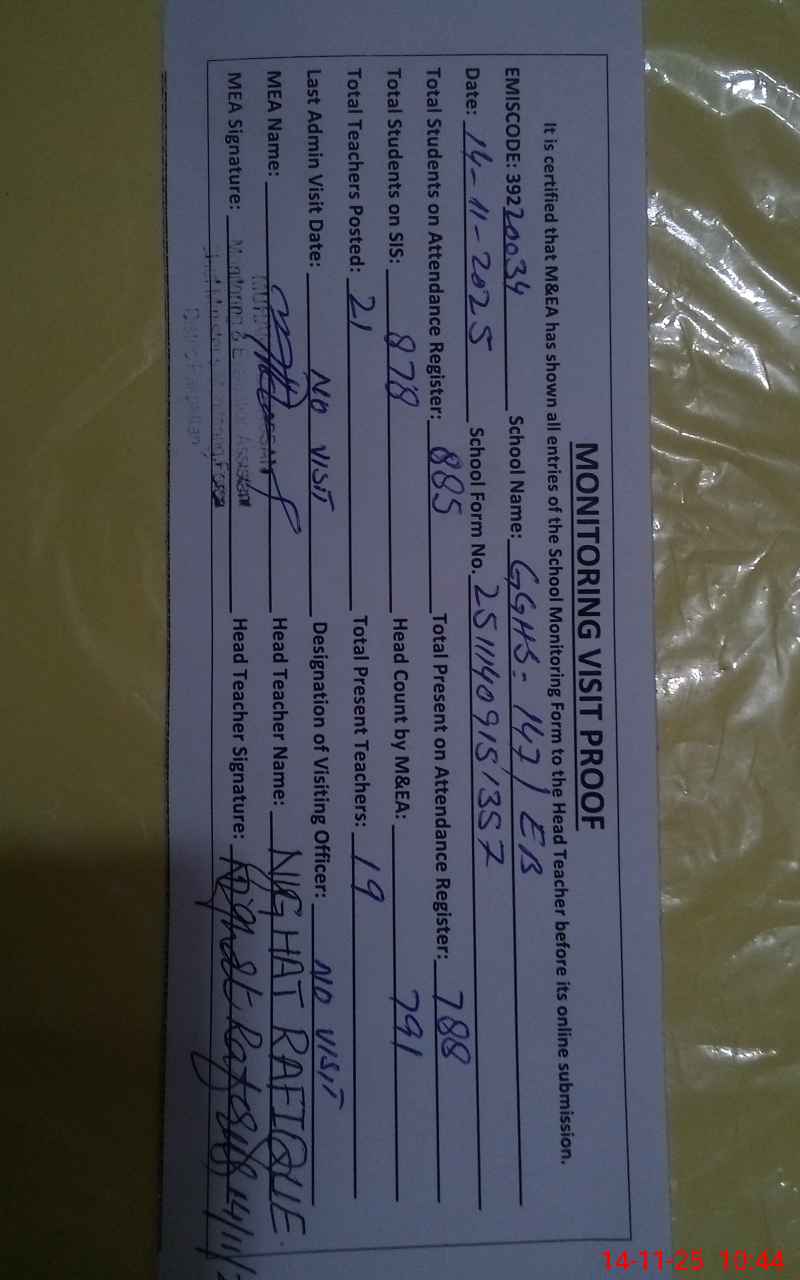 MONITORING VISIT PROOF
It is certified that M&EA has shown all entries of the School Monitoring Form to the Head Teacher before its online submission.
EMISCODE: 39220034 School Name: GGHS - 147/EB
Date: 14-11-2025 School Form No. 25111409151357
Total Students on Attendance Register: 885 Total Present on Attendance Register: 788
Total Students on SIS: 878 Head Count by M&EA: 791
Total Teachers Posted: 21 Total Present Teachers: 19
Last Admin Visit Date: NO VISIT Designation of Visiting Officer: NO VISIT
MEA Name: Head Teacher Name: NIGHAT RAFIQUE
MEA Signature: Head Teacher Signature: 14/11/
Monitoring & Assistant
14-11-25 10:44